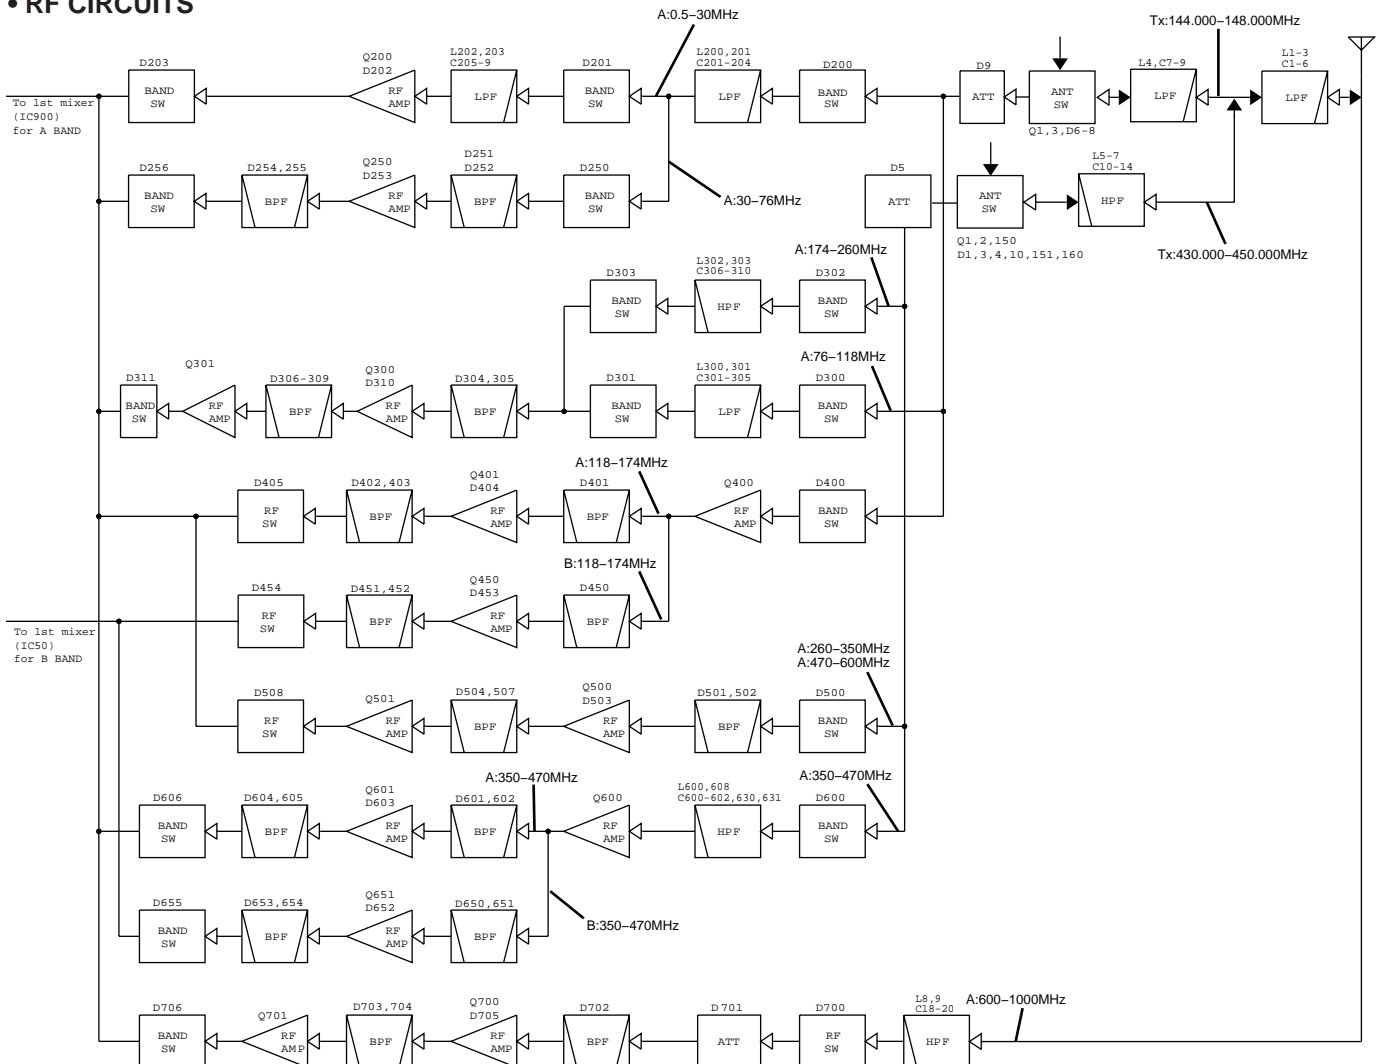 • RF CIRCUITS
A:0.5–30MHz
Tx:144.000–148.000MHz
D203
BAND
SW
Q200
D202
RF
AMP
L202,203
C205-9
LPF
D201
BAND
SW
L200,201
C201-204
LPF
D200
BAND
SW
D9
ATT
ANT
SW
Q1,3,D6-8
L4,C7-9
LPF
L1-3
C1-6
LPF
To 1st mixer
(IC900)
for A BAND
D256
BAND
SW
D254,255
BPF
Q250
D253
RF
AMP
D251
D252
BPF
D250
BAND
SW
A:30–76MHz
D5
ATT
ANT
SW
Q1,2,150
D1,3,4,10,151,160
L5-7
C10-14
HPF
Tx:430.000–450.000MHz
A:174–260MHz
D303
BAND
SW
L302,303
C306-310
HPF
D302
BAND
SW
A:76–118MHz
D311
BAND
SW
Q301
RF
AMP
D306-309
BPF
Q300
D310
RF
AMP
D304,305
BPF
D301
BAND
SW
L300,301
C301-305
LPF
D300
BAND
SW
A:118–174MHz
D405
RF
SW
D402,403
BPF
Q401
D404
RF
AMP
D401
BPF
Q400
RF
AMP
D400
BAND
SW
B:118–174MHz
D454
RF
SW
D451,452
BPF
Q450
D453
RF
AMP
D450
BPF
To 1st mixer
(IC50)
for B BAND
A:260–350MHz
A:470–600MHz
D508
RF
SW
Q501
RF
AMP
D504,507
BPF
Q500
D503
RF
AMP
D501,502
BPF
D500
BAND
SW
A:350–470MHz
A:350–470MHz
D606
BAND
SW
D604,605
BPF
Q601
D603
RF
AMP
D601,602
BPF
Q600
RF
AMP
L600,608
C600-602,630,631
HPF
D600
BAND
SW
D655
BAND
SW
D653,654
BPF
Q651
D652
RF
AMP
D650,651
BPF
B:350–470MHz
D706
BAND
SW
Q701
RF
AMP
D703,704
BPF
Q700
D705
RF
AMP
D702
BPF
D701
ATT
D700
RF
SW
L8,9
C18-20
HPF
A:600–1000MHz